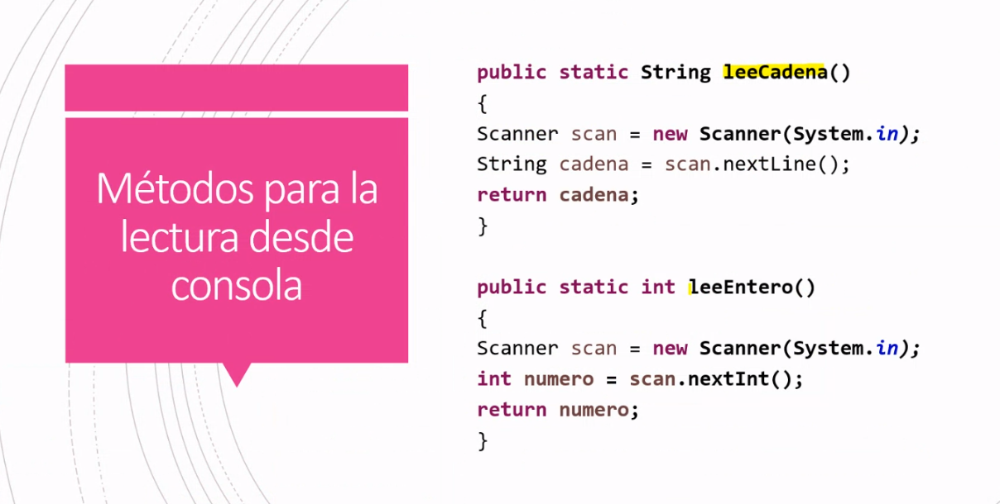 Métodos para la
lectura desde
consola
public static String leeCadena()
{
Scanner scan = new Scanner(System.in);
String cadena = scan.nextLine();
return cadena;
}
public static int leeEntero()
{
Scanner scan = new Scanner(System.in);
int numero = scan.nextInt();
return numero;
}